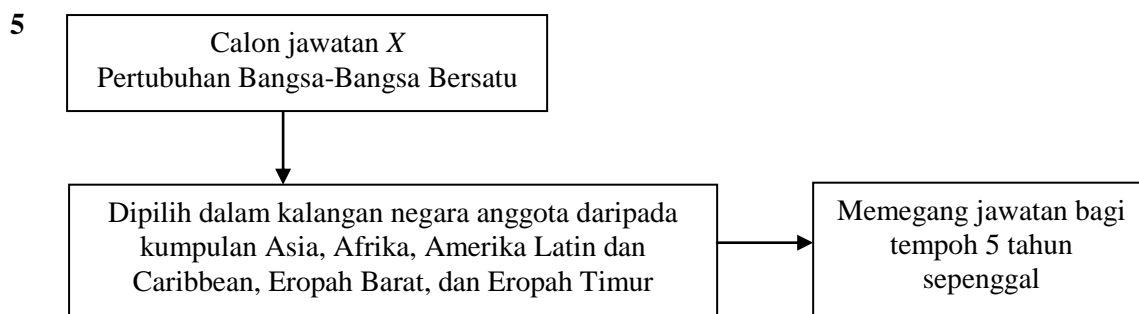 5
Calon jawatan X
Pertubuhan Bangsa-Bangsa Bersatu
Dipilih dalam kalangan negara anggota daripada
kumpulan Asia, Afrika, Amerika Latin dan
Caribbean, Eropah Barat, dan Eropah Timur
Memegang jawatan bagi
tempoh 5 tahun
sepenggal